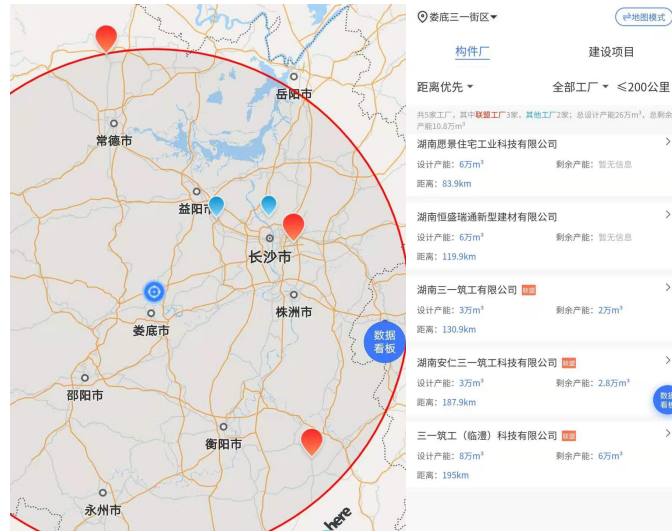 岳阳市
常德市
益阳市
长沙市
株洲市
娄底市
数据
看板
邵阳市
衡阳市
永州市
here
娄底三一街区
地图模式
构件厂
建设项目
距离优先
全部工厂
≤200公里
共5家工厂，其中联盟工厂3家，其他工厂2家；总设计产能26万m³，总剩余
产能10.8万m³
湖南愿景住宅工业科技有限公司
设计产能：6万m³ 剩余产能：暂无信息
距离：83.9km
湖南恒盛瑞通新型建材有限公司
设计产能：6万m³ 剩余产能：暂无信息
距离：119.9km
湖南三一筑工有限公司 联盟
设计产能：3万m³ 剩余产能：2万m³
距离：130.9km
湖南安仁三一筑工科技有限公司 联盟
设计产能：3万m³ 剩余产能：2.8万m³
距离：187.9km
数据
看板
三一筑工（临澧）科技有限公司 联盟
设计产能：8万m³ 剩余产能：6万m³
距离：195km